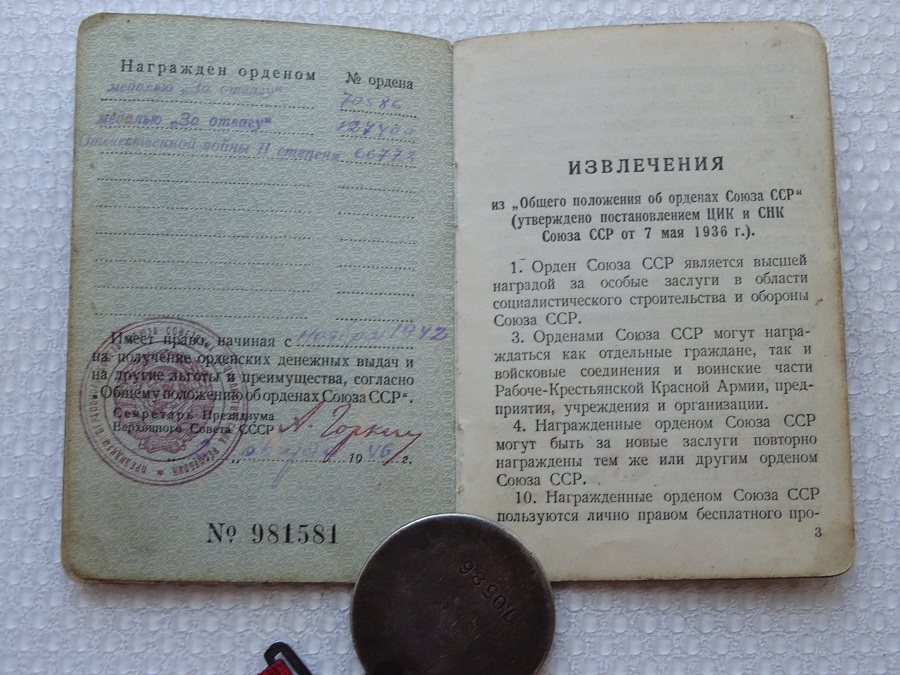 Награжден орденом № ордена
медалью „За отвагу“ 70586
медалью „За отвагу“
Отечественной войны II степени
Имеет право, начиная с ноября 1942
на получение орденских денежных выдач и
на другие льготы и преимущества, согласно
„Общему положению об орденах Союза ССР“.
Секретарь Президиума
Верховного Совета СССР А. Горкин
1946 г.
№ 981581
ИЗВЛЕЧЕНИЯ
из „Общего положения об орденах Союза ССР“
(утверждено постановлением ЦИК и СНК
Союза ССР от 7 мая 1936 г.).
1. Орден Союза ССР является высшей
наградой за особые заслуги в области
социалистического строительства и обороны
Союза ССР.
3. Орденами Союза ССР могут награ-
ждаться как отдельные граждане, так и
войсковые соединения и воинские части
Рабоче-Крестьянской Красной Армии, пред-
приятия, учреждения и организации.
4. Награжденные орденом Союза ССР
могут быть за новые заслуги повторно
награждены тем же или другим орденом
Союза ССР.
10. Награжденные орденом Союза ССР
пользуются лично правом бесплатного про-
3
70586